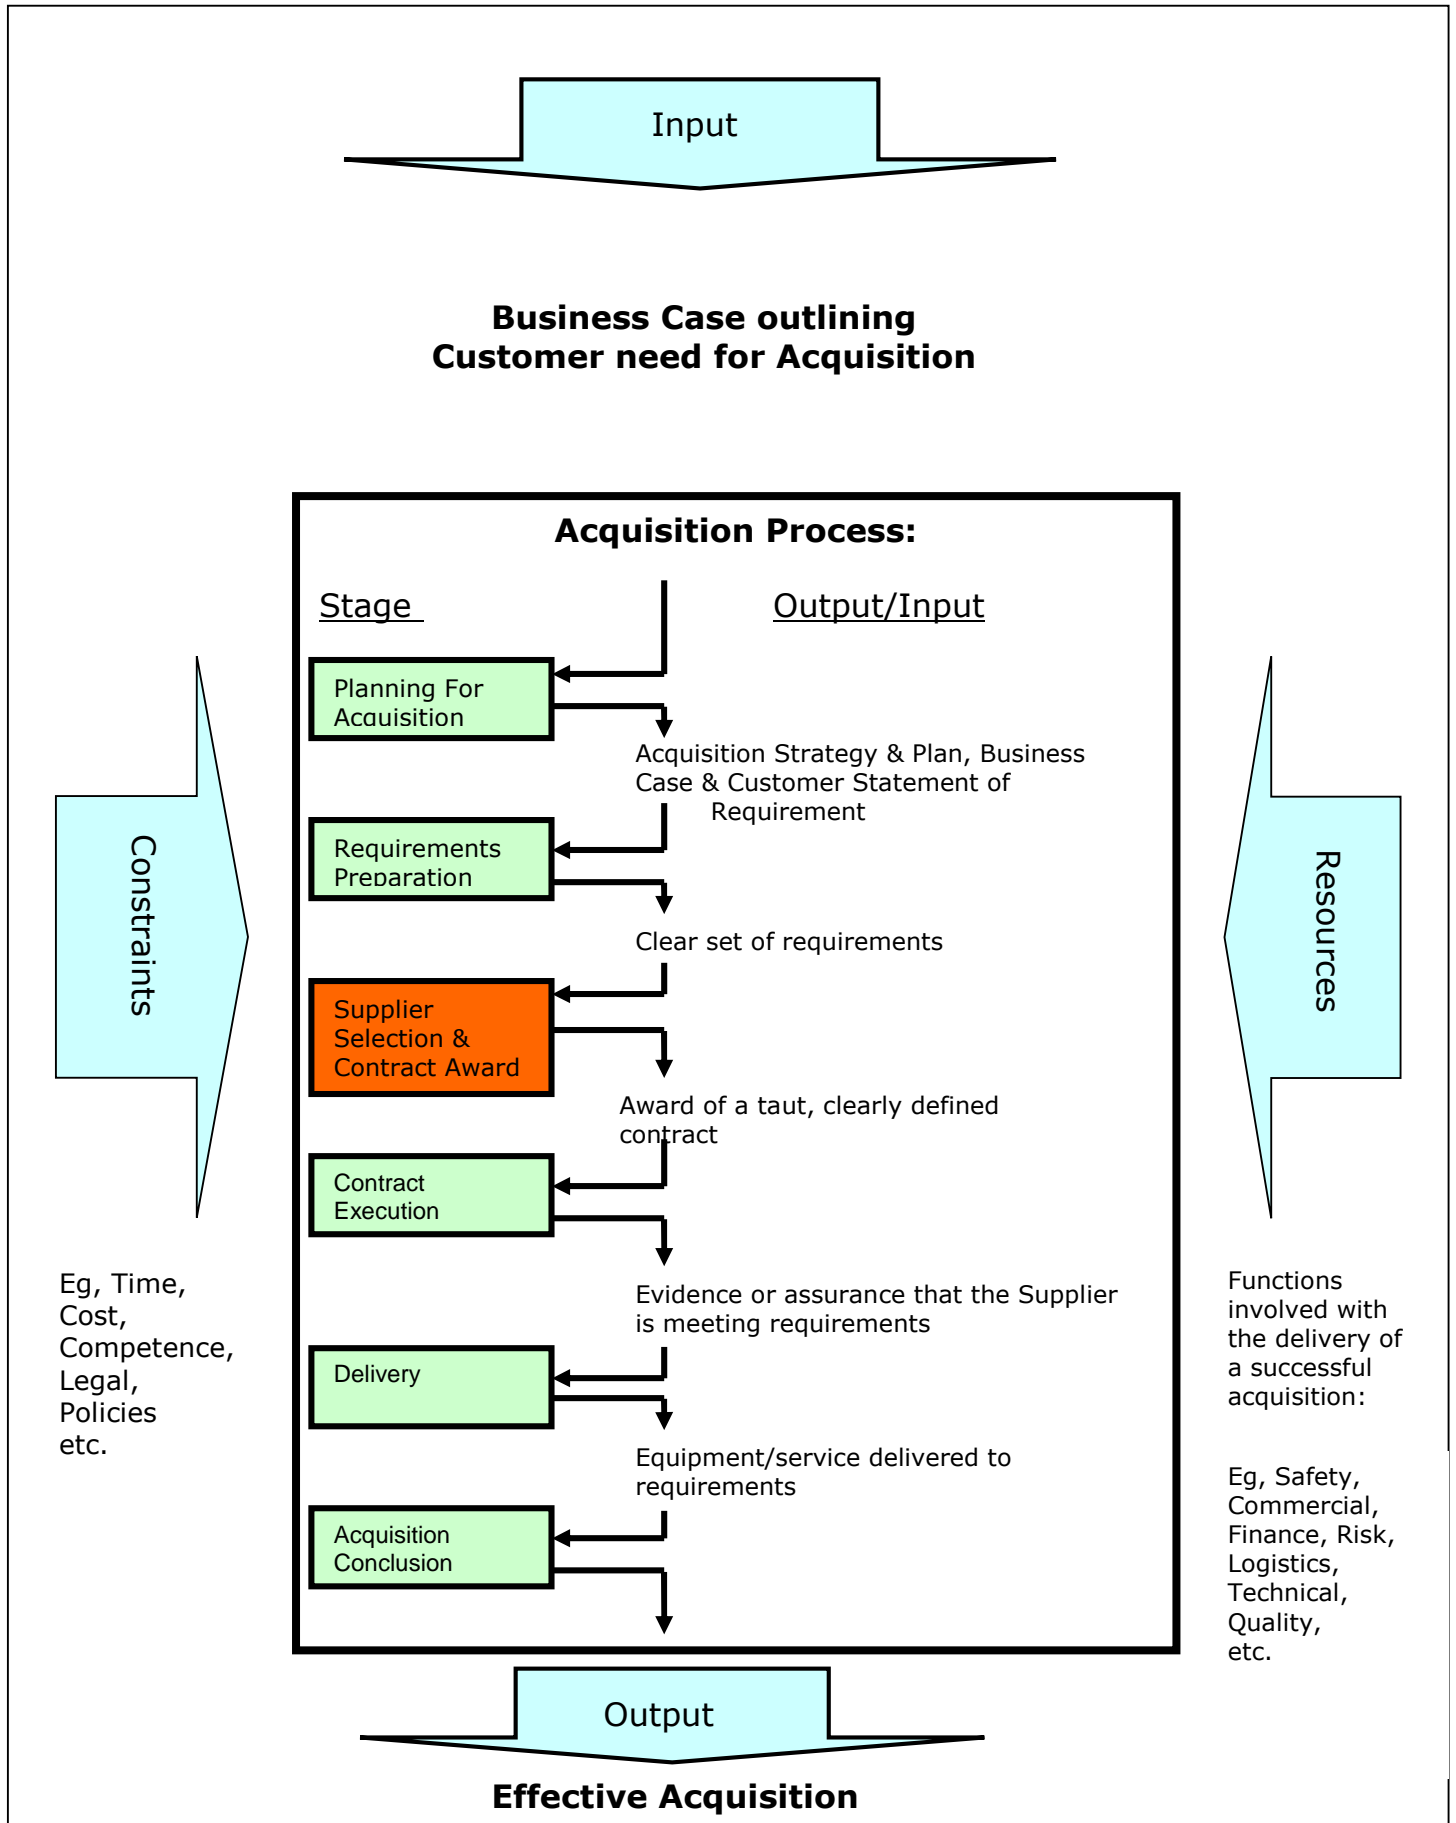 Input
Business Case outlining
Customer need for Acquisition
Acquisition Process:
Stage
Output/Input
Planning For
Acquisition
Acquisition Strategy & Plan, Business
Case & Customer Statement of
Requirement
Requirements
Preparation
Clear set of requirements
Supplier
Selection &
Contract Award
Award of a taut, clearly defined
contract
Contract
Execution
Evidence or assurance that the Supplier
is meeting requirements
Delivery
Equipment/service delivered to
requirements
Acquisition
Conclusion
Constraints
Eg, Time,
Cost,
Competence,
Legal,
Policies
etc.
Resources
Functions
involved with
the delivery of
a successful
acquisition:
Eg, Safety,
Commercial,
Finance, Risk,
Logistics,
Technical,
Quality,
etc.
Output
Effective Acquisition